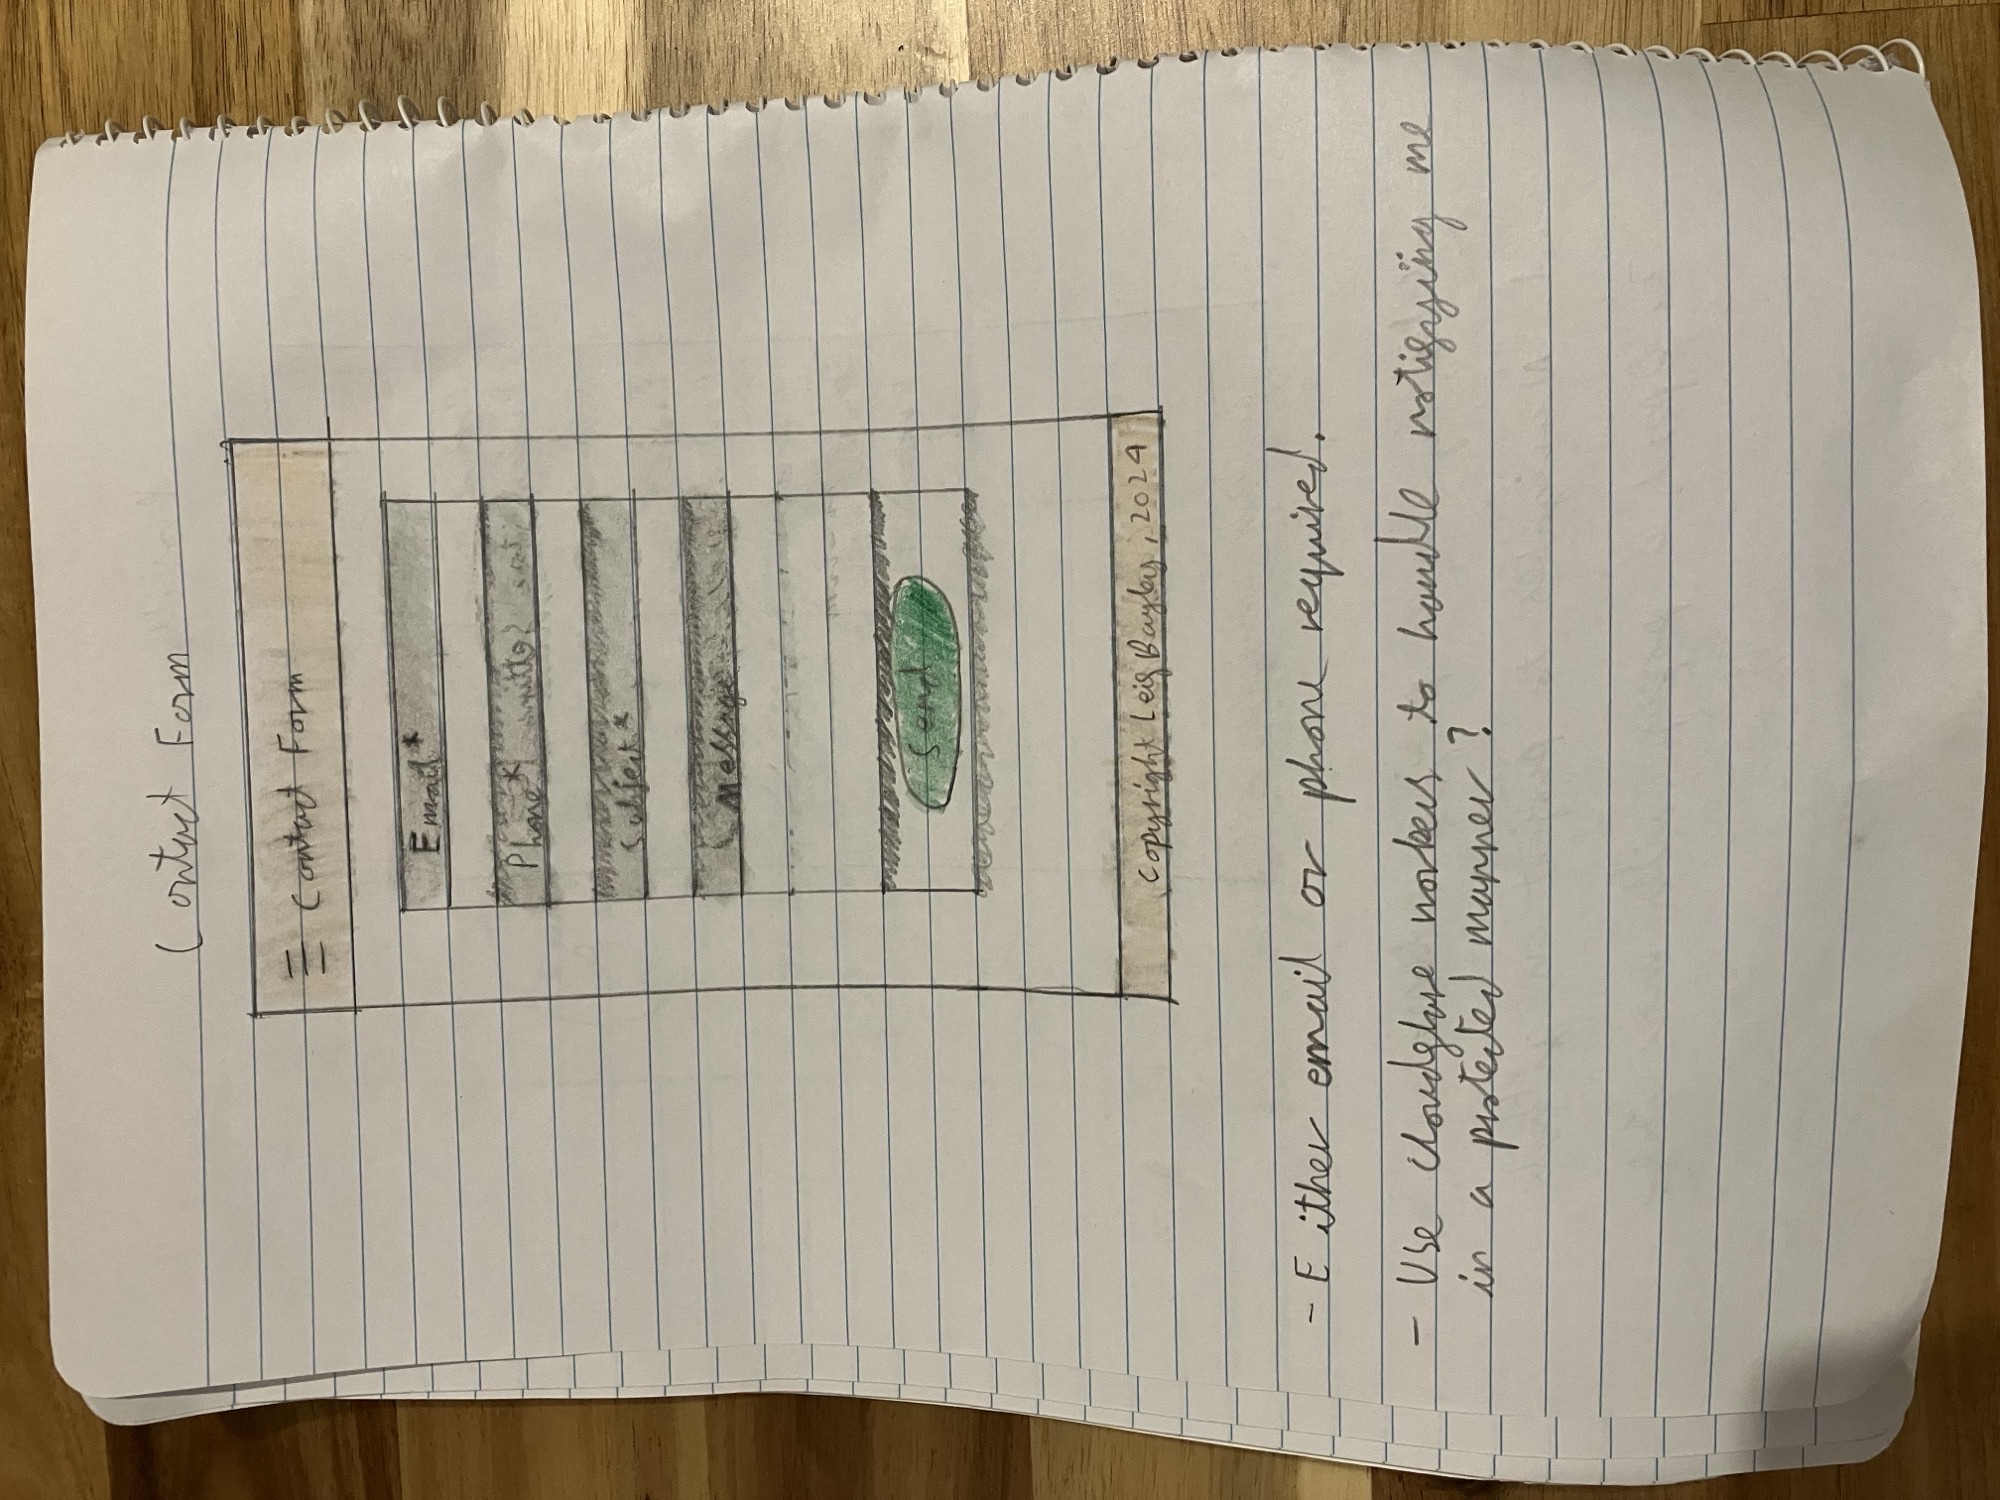 Contact Form
☰ Contact Form
Email*
Phone*
Subject*
Message
Send
Copyright Leig Bayby, 2024
- Either email or phone required.
- Use cloudflare workers to handle notifying me
in a protected manner?